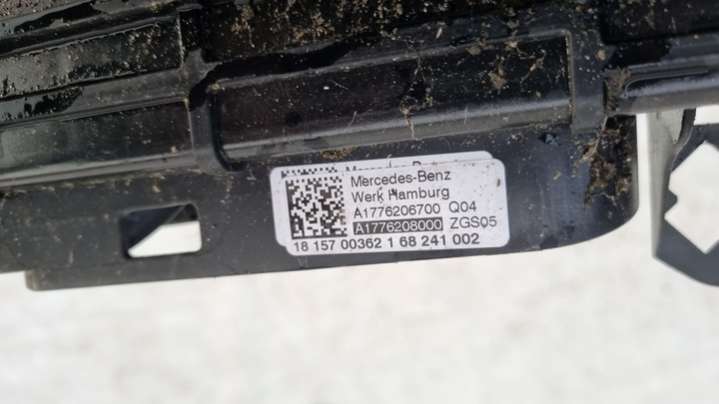 Mercedes-Benz
Werk Hamburg
A1776206700 Q04
A1776208000 ZGS05
18 157 00362 1 68 241 002